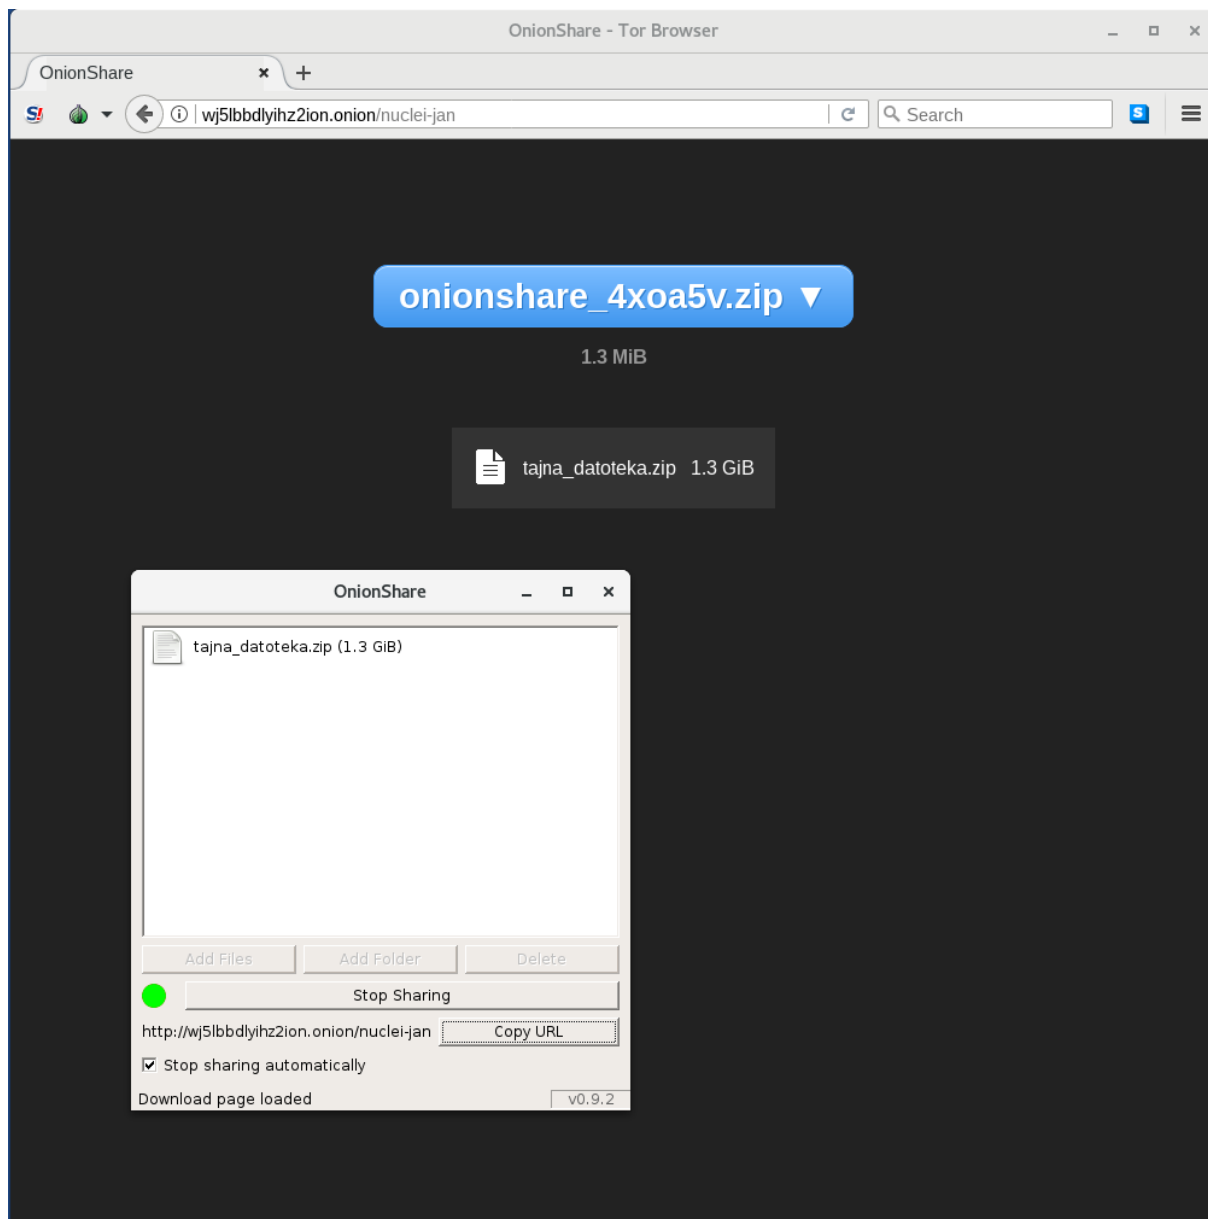 OnionShare - Tor Browser
OnionShare
wj5lbbdlyihz2ion.onion/nuclei-jan
Search
onionshare_4xoa5v.zip ▼
1.3 MiB
tajna_datoteka.zip 1.3 GiB
OnionShare
tajna_datoteka.zip (1.3 GiB)
Add Files Add Folder Delete
Stop Sharing
http://wj5lbbdlyihz2ion.onion/nuclei-jan Copy URL
Stop sharing automatically
Download page loaded v0.9.2